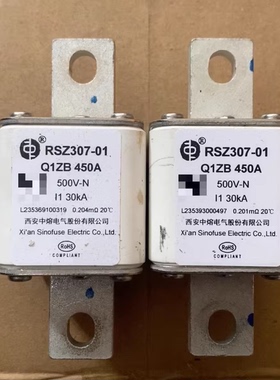 RSZ307-01
Q1ZB 450A
500V-N
I1 30kA
L235369100319 0.204mΩ 20℃
西安中熔电气股份有限公司
Xi'an Sinofuse Electric Co.,Ltd.
RoHS
COMPLIANT
RSZ307-01
Q1ZB 450A
500V-N
I1 30kA
L235393000497 0.201mΩ 20℃
西安中熔电气股份有限公司
Xi'an Sinofuse Electric Co.,Ltd.
RoHS
COMPLIANT